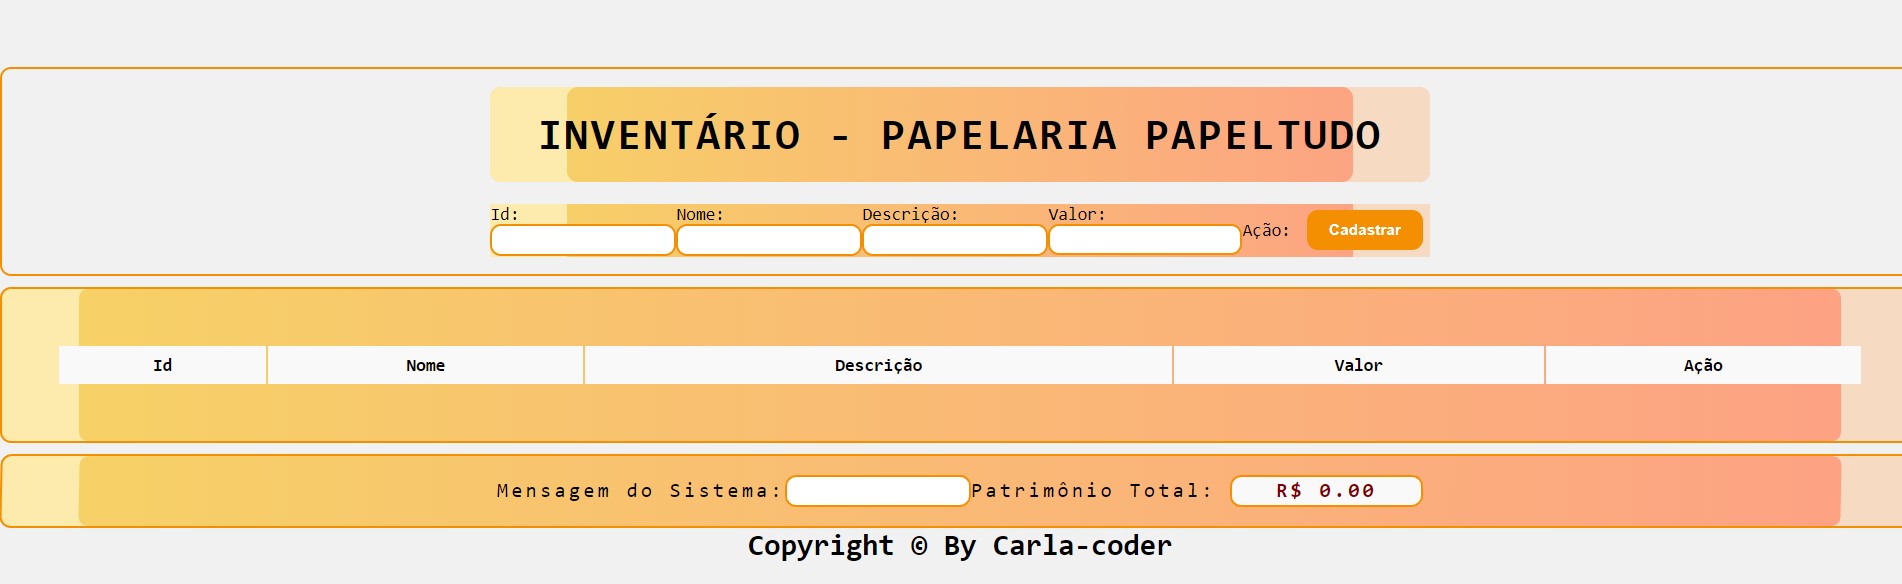 INVENTÁRIO - PAPELARIA PAPELTUDO
Id: Nome: Descrição: Valor: Ação: Cadastrar
Id Nome Descrição Valor Ação
Mensagem do Sistema: Patrimônio Total: R$ 0.00
Copyright © By Carla-coder